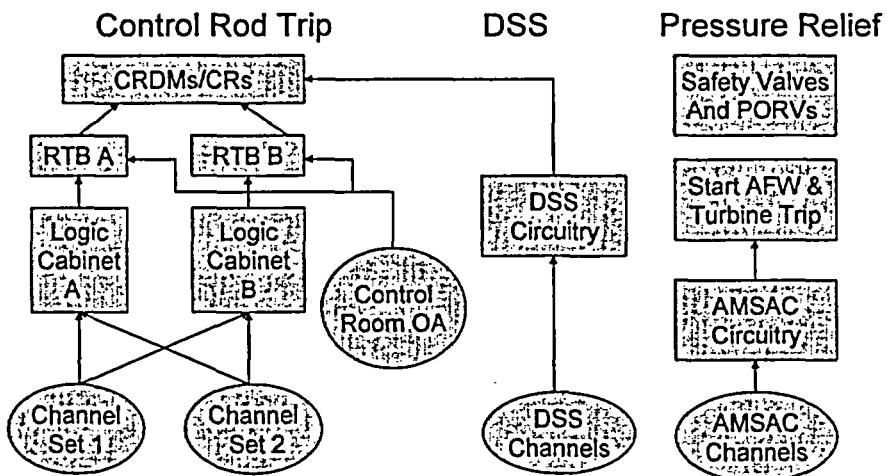 Control Rod Trip
DSS
Pressure Relief
CRDMs/CRs
Safety Valves
And PORVs
RTB A
RTB B
Start AFW &
Turbine Trip
DSS
Circuitry
Logic
Cabinet
A
Logic
Cabinet
B
Control
Room OA
AMSAC
Circuitry
Channel
Set 1
Channel
Set 2
DSS
Channels
AMSAC
Channels